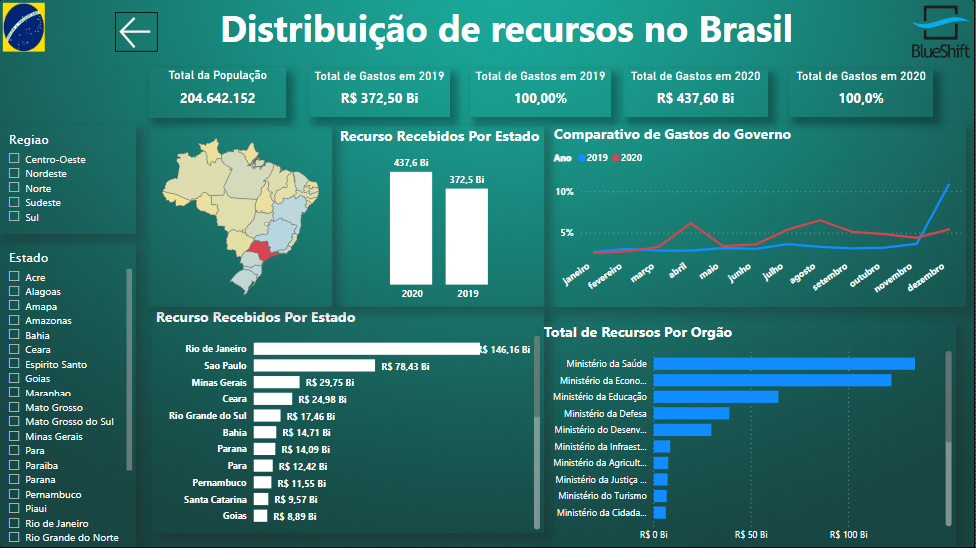 Distribuição de recursos no Brasil
BlueShift
Total da População
204.642.152
Total de Gastos em 2019
R$ 372,50 Bi
Total de Gastos em 2019
100,00%
Total de Gastos em 2020
R$ 437,60 Bi
Total de Gastos em 2020
100,0%
Regiao
Centro-Oeste
Nordeste
Norte
Sudeste
Sul
Estado
Acre
Alagoas
Amapa
Amazonas
Bahia
Ceara
Espirito Santo
Goias
Maranhao
Mato Grosso
Mato Grosso do Sul
Minas Gerais
Para
Paraiba
Parana
Pernambuco
Piaui
Rio de Janeiro
Rio Grande do Norte
Recurso Recebidos Por Estado
437,6 Bi
372,5 Bi
2020
2019
Comparativo de Gastos do Governo
Ano 2019 2020
10%
5%
janeiro
fevereiro
março
abril
maio
junho
julho
agosto
setembro
outubro
novembro
dezembro
Recurso Recebidos Por Estado
Rio de Janeiro R$ 146,16 Bi
Sao Paulo R$ 78,43 Bi
Minas Gerais R$ 29,75 Bi
Ceara R$ 24,98 Bi
Rio Grande do Sul R$ 17,46 Bi
Bahia R$ 14,71 Bi
Parana R$ 14,09 Bi
Para R$ 12,42 Bi
Pernambuco R$ 11,55 Bi
Santa Catarina R$ 9,57 Bi
Goias R$ 8,89 Bi
Total de Recursos Por Orgão
Ministério da Saúde
Ministério da Econo...
Ministério da Educação
Ministério da Defesa
Ministério do Desenv...
Ministério da Infraest...
Ministério da Agricult...
Ministério da Justiça ...
Ministério do Turismo
Ministério da Cidada...
R$ 0 Bi
R$ 50 Bi
R$ 100 Bi